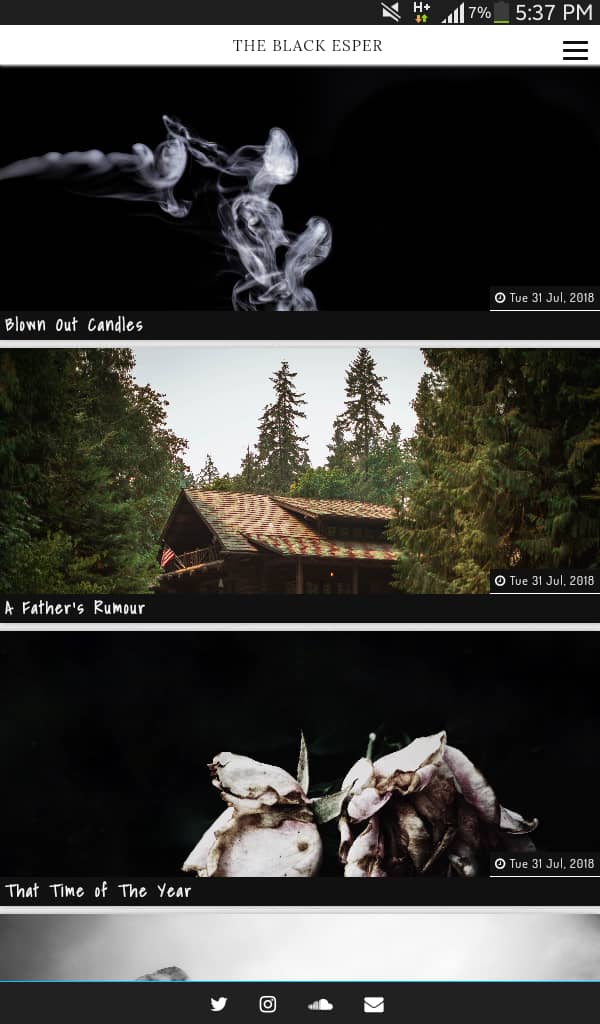 H+ 7% 5:37 PM
THE BLACK ESPER
Tue 31 Jul, 2018
Blown Out Candles
Tue 31 Jul, 2018
A Father's Rumour
Tue 31 Jul, 2018
That Time of The Year